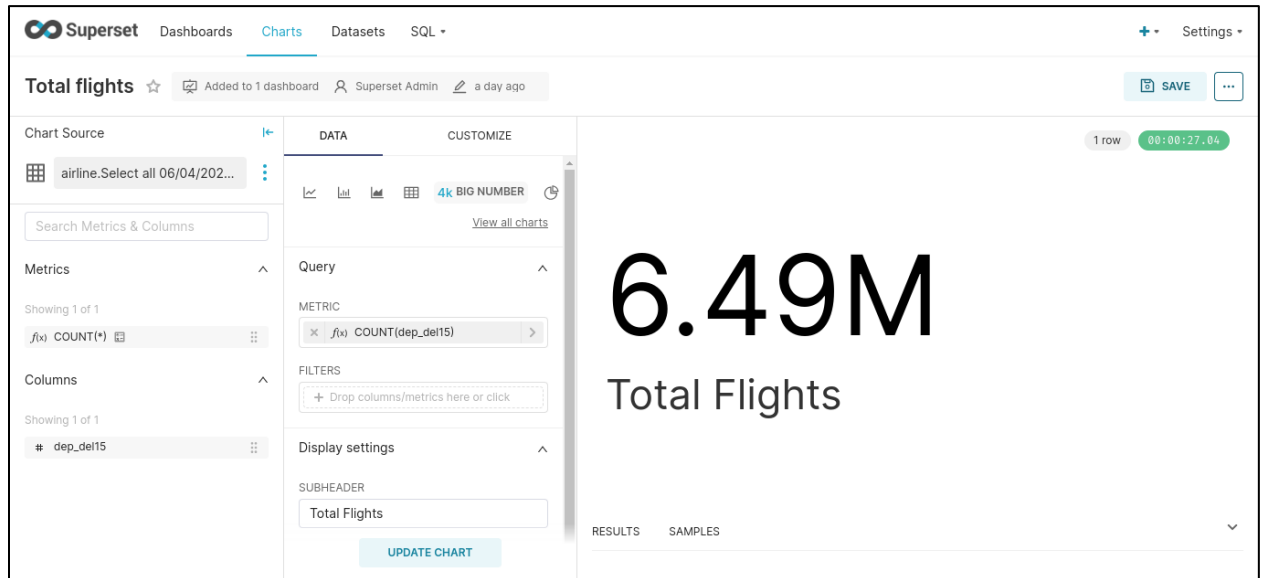 Superset Dashboards Charts Datasets SQL Settings
Total flights Added to 1 dashboard Superset Admin a day ago SAVE ...
Chart Source
airline.Select all 06/04/202...
Search Metrics & Columns
Metrics
Showing 1 of 1
f(x) COUNT(*)
Columns
Showing 1 of 1
# dep_del15
DATA CUSTOMIZE
4k BIG NUMBER
View all charts
Query
METRIC
f(x) COUNT(dep_del15)
FILTERS
+ Drop columns/metrics here or click
Display settings
SUBHEADER
Total Flights
UPDATE CHART
1 row 00:00:27.04
6.49M
Total Flights
RESULTS SAMPLES